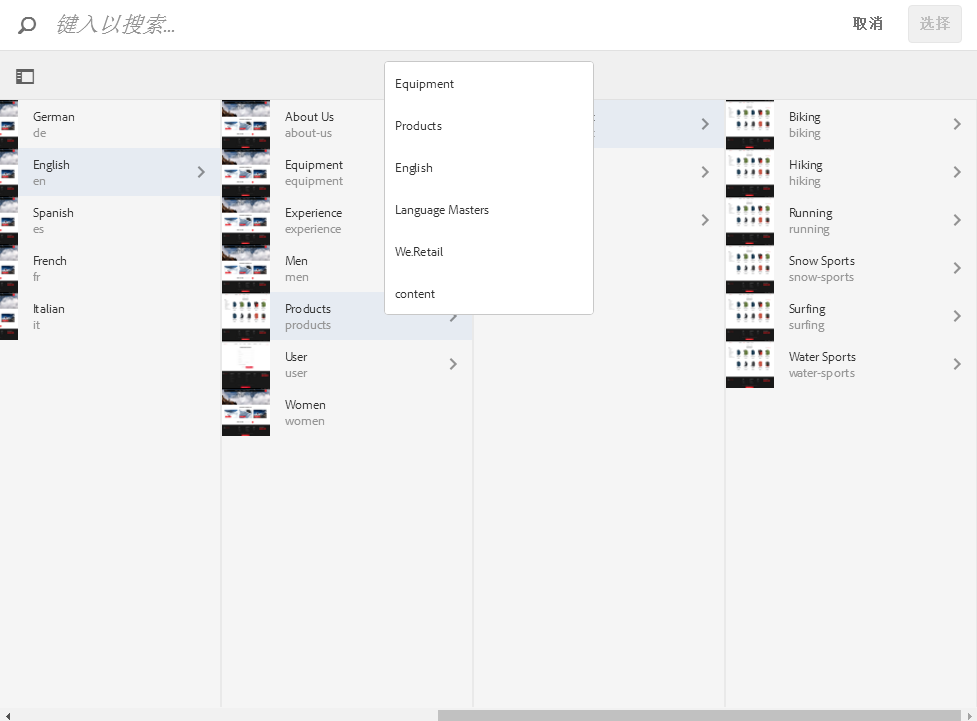 键入以搜索...
取消
选择
Equipment
Products
English
Language Masters
We.Retail
content
German
de
English
en
Spanish
es
French
fr
Italian
it
About Us
about-us
Equipment
equipment
Experience
experience
Men
men
Products
products
User
user
Women
women
Biking
biking
Hiking
hiking
Running
running
Snow Sports
snow-sports
Surfing
surfing
Water Sports
water-sports